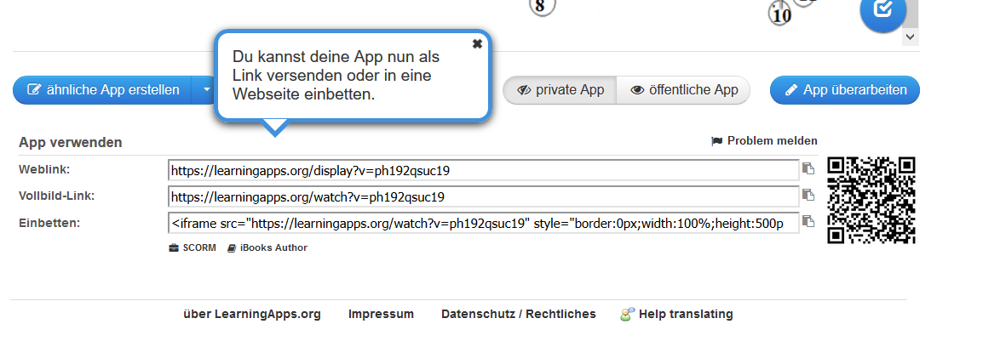 8
10
Du kannst deine App nun als
Link versenden oder in eine
Webseite einbetten.
ähnliche App erstellen
private App
öffentliche App
App überarbeiten
App verwenden
Problem melden
Weblink:
https://learningapps.org/display?v=ph192qsuc19
Vollbild-Link:
https://learningapps.org/watch?v=ph192qsuc19
Einbetten:
<iframe src="https://learningapps.org/watch?v=ph192qsuc19" style="border:0px;width:100%;height:500p
SCORM
iBooks Author
über LearningApps.org
Impressum
Datenschutz / Rechtliches
Help translating